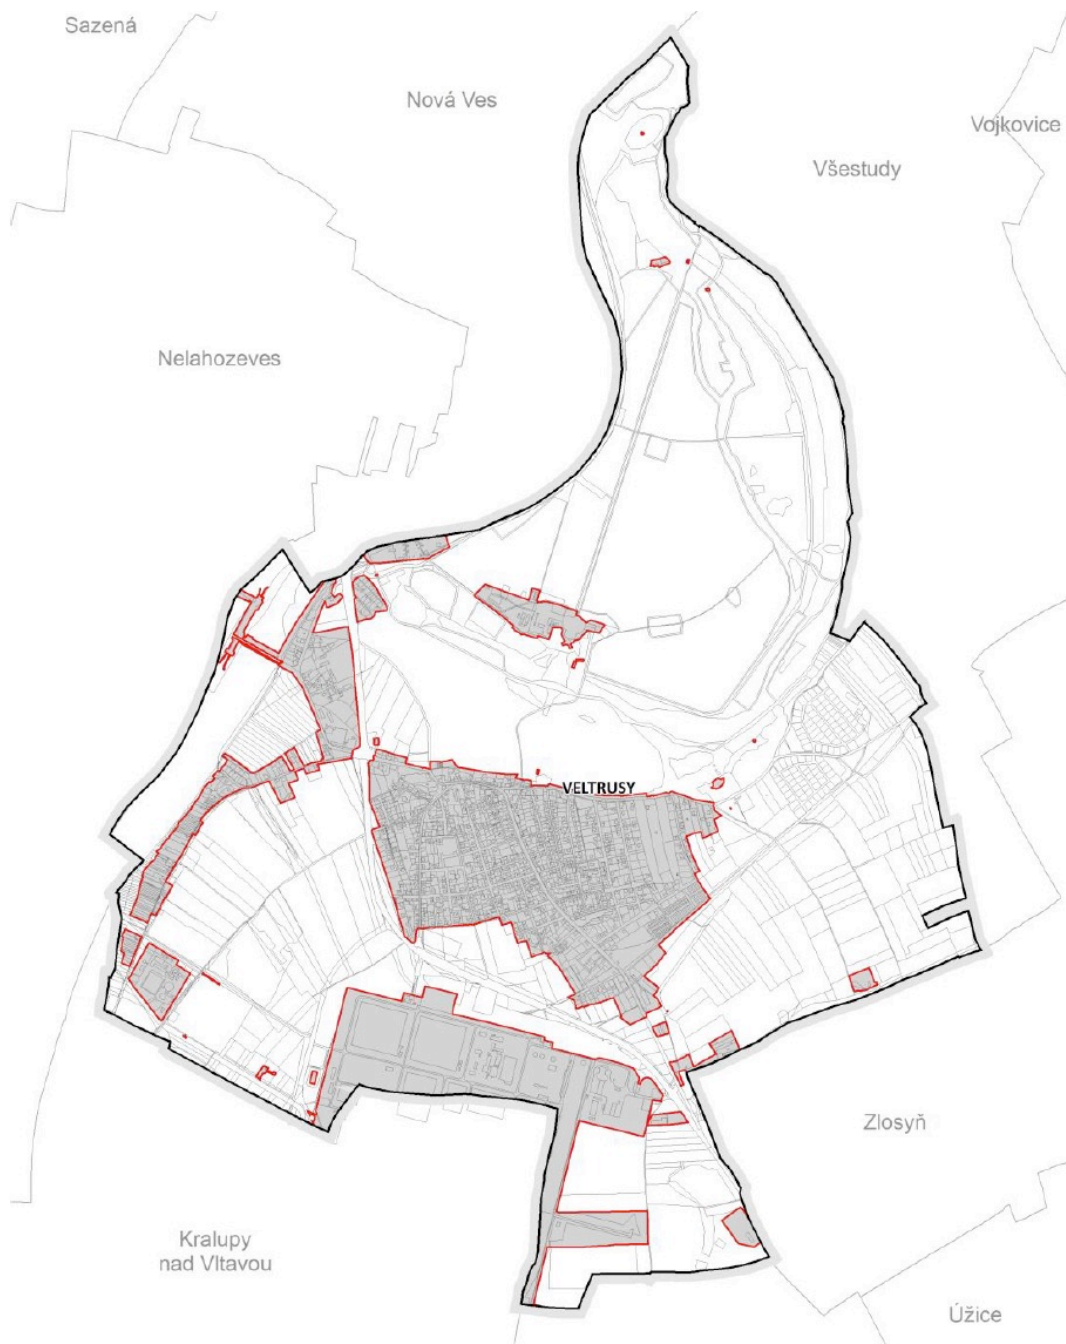 Sazená
Nová Ves
Vojkovice
Všestudy
Nelahozeves
VELTRUSY
Zlosyň
Kralupy
nad Vltavou
Úžice